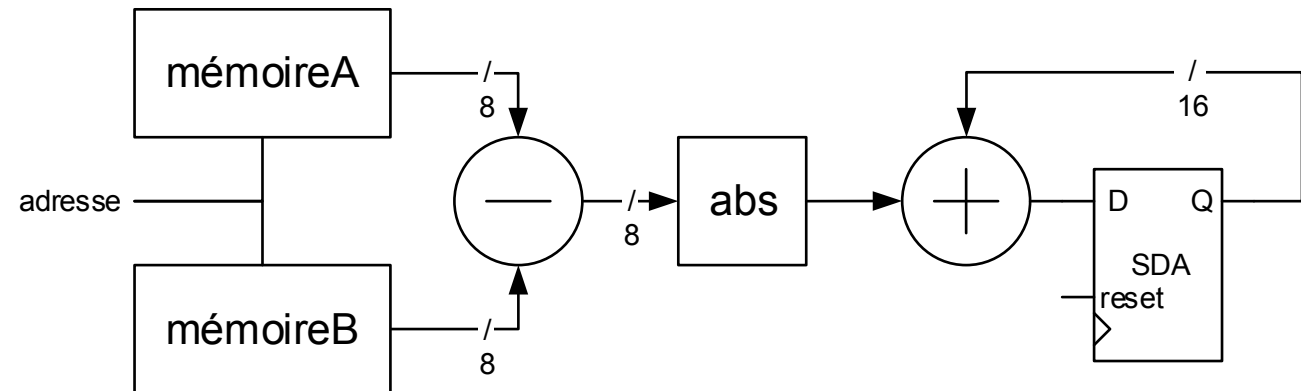 mémoireA
/
8
/
16
adresse
—
/
8
abs
+
D
Q
SDA
reset
mémoireB
/
8